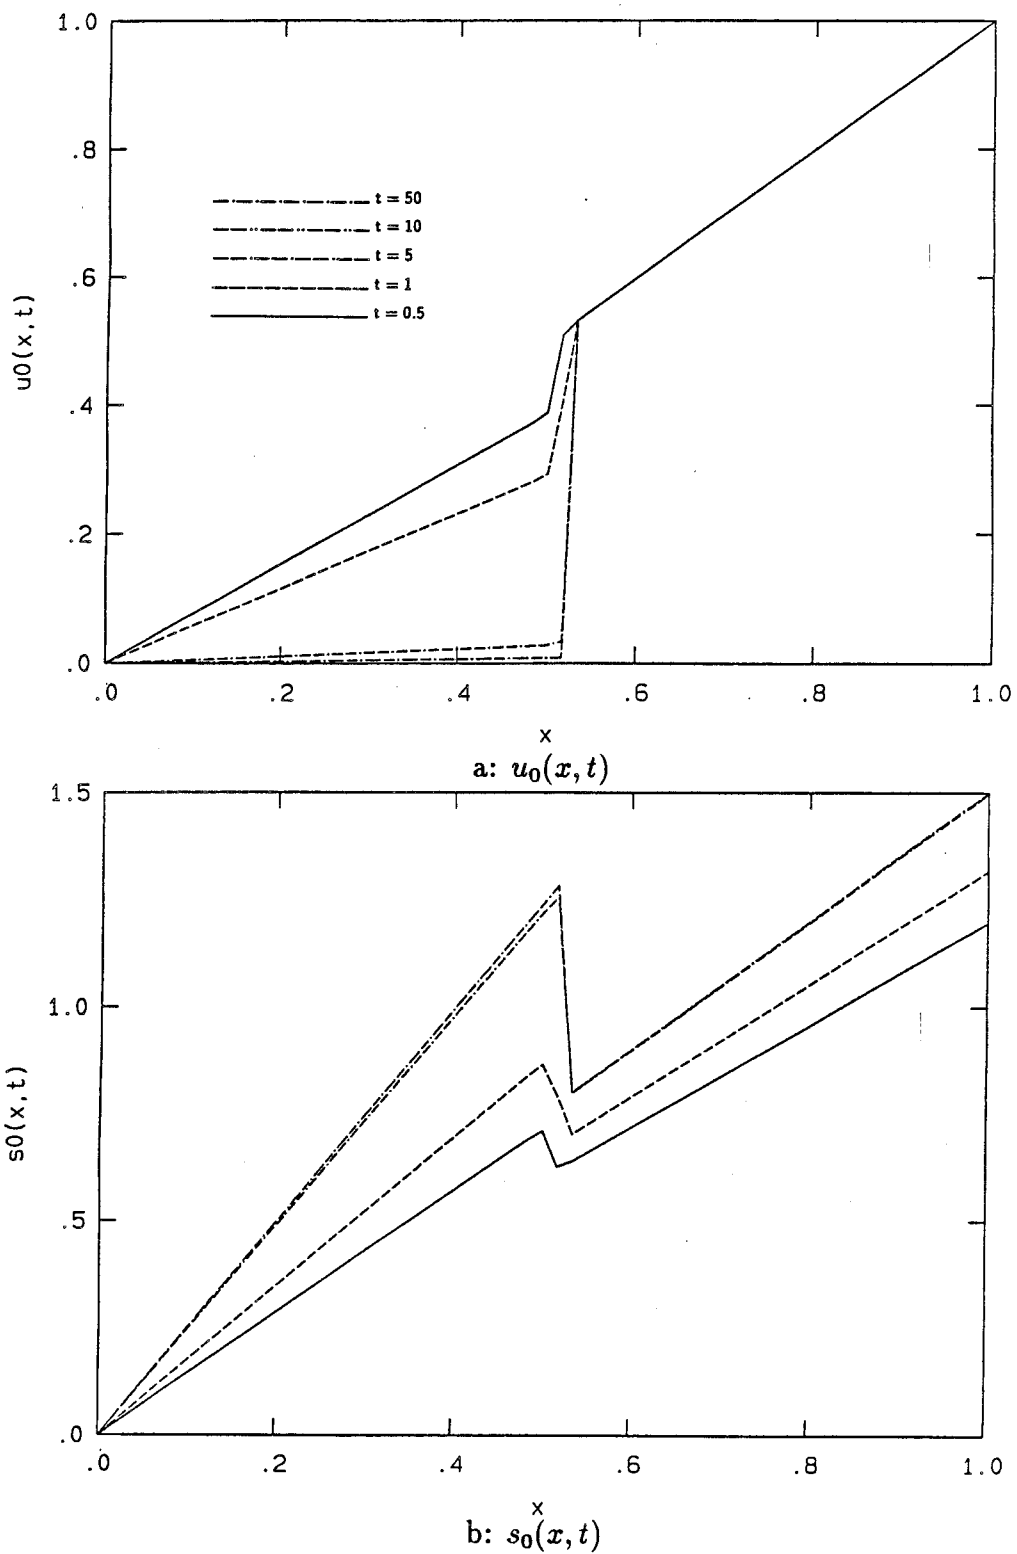 1.0
.8
t = 50
t = 10
t = 5
.6
t = 1
t = 0.5
u0(x,t)
.4
.2
.0
.0 .2 .4 .6 .8 1.0
x
a: u₀(x, t)
1.5
1.0
s0(x,t)
.5
.0
.0 .2 .4 .6 .8 1.0
x
b: s₀(x, t)